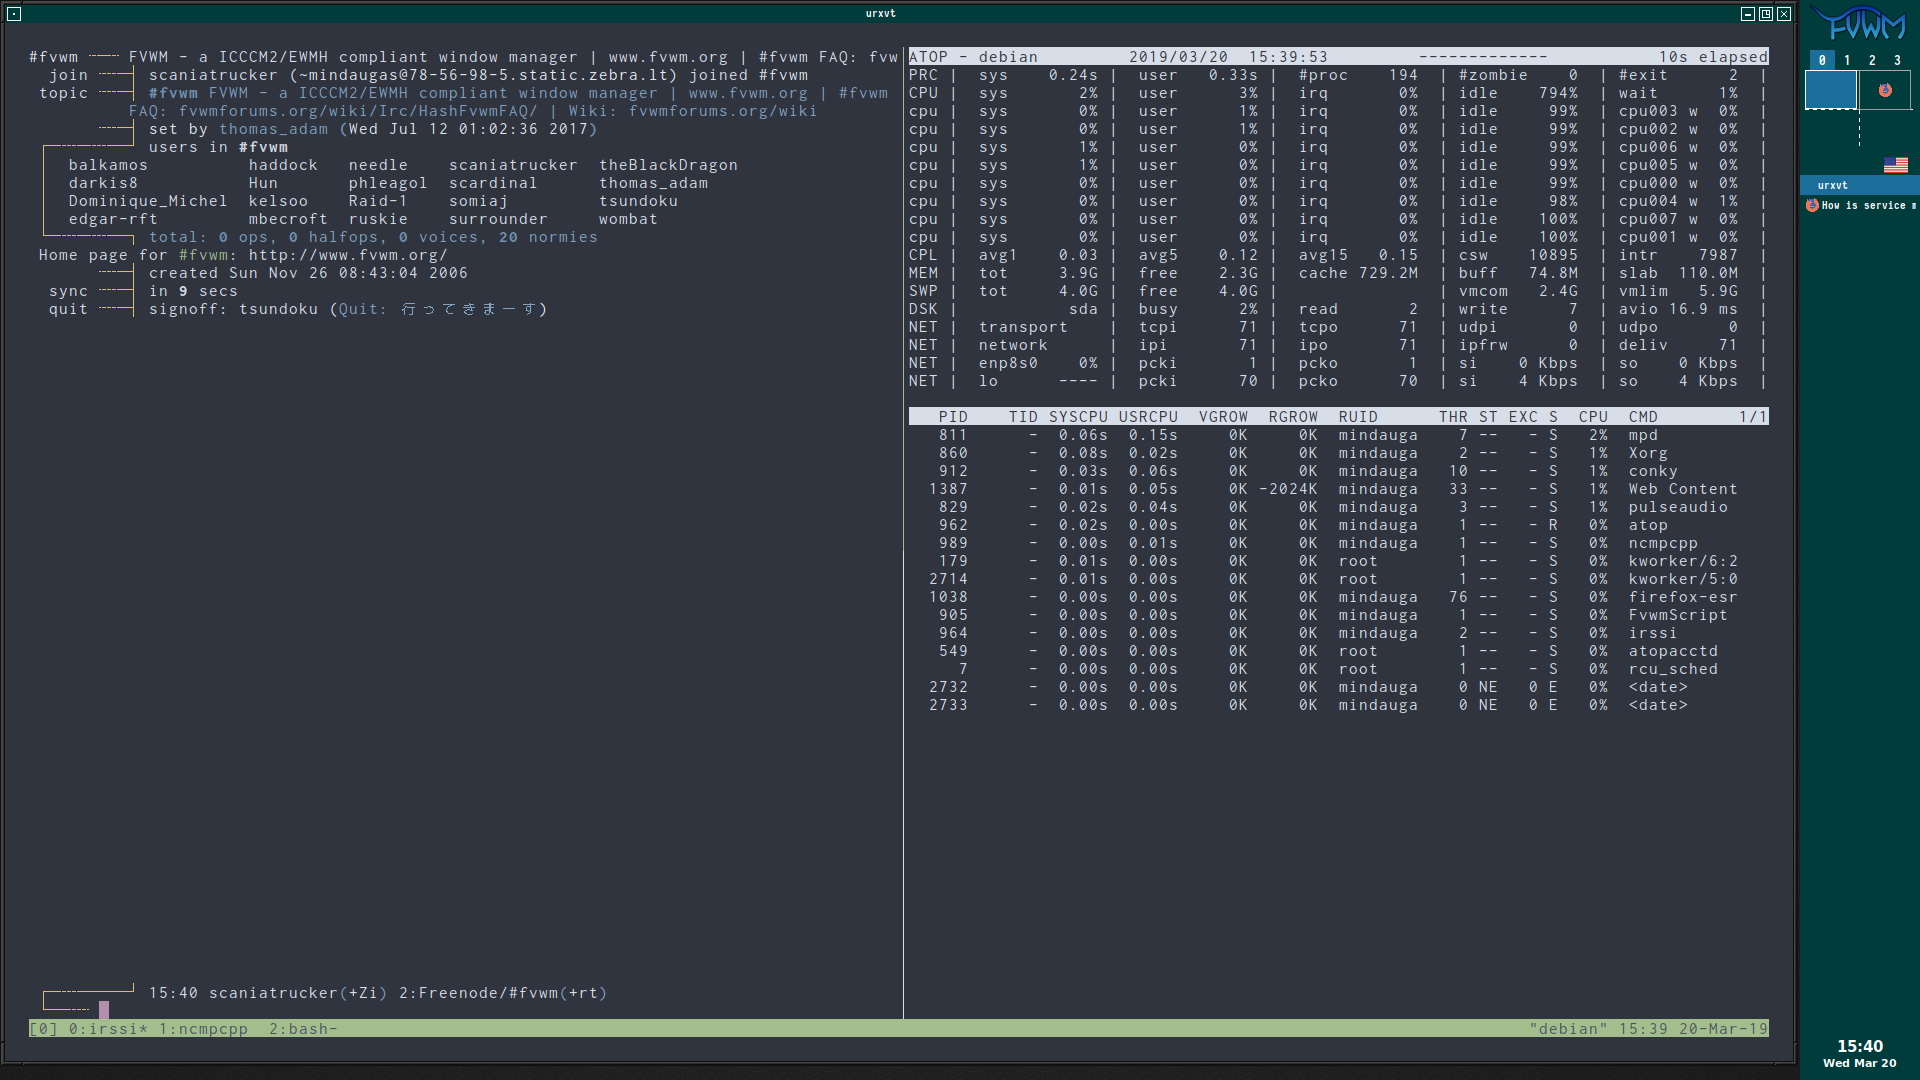 urxvt
#fvwm FVWM - a ICCCM2/EWMH compliant window manager | www.fvwm.org | #fvwm FAQ: fvw
join scaniatrucker (~mindaugas@78-56-98-5.static.zebra.lt) joined #fvwm
topic #fvwm FVWM - a ICCCM2/EWMH compliant window manager | www.fvwm.org | #fvwm
FAQ: fvwmforums.org/wiki/Irc/HashFvwmFAQ/ | Wiki: fvwmforums.org/wiki
set by thomas_adam (Wed Jul 12 01:02:36 2017)
users in #fvwm
balkamos haddock needle scaniatrucker theBlackDragon
darkis8 Hun phleagol scardinal thomas_adam
Dominique_Michel kelsoo Raid-1 somiaj tsundoku
edgar-rft mbecroft ruskie surrounder wombat
total: 0 ops, 0 halfops, 0 voices, 20 normies
Home page for #fvwm: http://www.fvwm.org/
created Sun Nov 26 08:43:04 2006
sync in 9 secs
quit signoff: tsundoku (Quit: 行ってきまーす)
15:40 scaniatrucker(+Zi) 2:Freenode/#fvwm(+rt)
ATOP - debian 2019/03/20 15:39:53 ------------- 10s elapsed
PRC | sys 0.24s | user 0.33s | #proc 194 | #zombie 0 | #exit 2 |
CPU | sys 2% | user 3% | irq 0% | idle 794% | wait 1% |
cpu | sys 0% | user 1% | irq 0% | idle 99% | cpu003 w 0% |
cpu | sys 0% | user 1% | irq 0% | idle 99% | cpu002 w 0% |
cpu | sys 1% | user 0% | irq 0% | idle 99% | cpu006 w 0% |
cpu | sys 1% | user 0% | irq 0% | idle 99% | cpu005 w 0% |
cpu | sys 0% | user 0% | irq 0% | idle 99% | cpu000 w 0% |
cpu | sys 0% | user 0% | irq 0% | idle 98% | cpu004 w 1% |
cpu | sys 0% | user 0% | irq 0% | idle 100% | cpu007 w 0% |
cpu | sys 0% | user 0% | irq 0% | idle 100% | cpu001 w 0% |
CPL | avg1 0.03 | avg5 0.12 | avg15 0.15 | csw 10895 | intr 7987 |
MEM | tot 3.9G | free 2.3G | cache 729.2M | buff 74.8M | slab 110.0M |
SWP | tot 4.0G | free 4.0G | | vmcom 2.4G | vmlim 5.9G |
DSK | sda | busy 2% | read 2 | write 7 | avio 16.9 ms |
NET | transport | tcpi 71 | tcpo 71 | udpi 0 | udpo 0 |
NET | network | ipi 71 | ipo 71 | ipfrw 0 | deliv 71 |
NET | enp8s0 0% | pcki 1 | pcko 1 | si 0 Kbps | so 0 Kbps |
NET | lo ---- | pcki 70 | pcko 70 | si 4 Kbps | so 4 Kbps |
PID TID SYSCPU USRCPU VGROW RGROW RUID THR ST EXC S CPU CMD 1/1
811 - 0.06s 0.15s 0K 0K mindauga 7 -- - S 2% mpd
860 - 0.08s 0.02s 0K 0K mindauga 2 -- - S 1% Xorg
912 - 0.03s 0.06s 0K 0K mindauga 10 -- - S 1% conky
1387 - 0.01s 0.05s 0K -2024K mindauga 33 -- - S 1% Web Content
829 - 0.02s 0.04s 0K 0K mindauga 3 -- - S 1% pulseaudio
962 - 0.02s 0.00s 0K 0K mindauga 1 -- - R 0% atop
989 - 0.00s 0.01s 0K 0K mindauga 1 -- - S 0% ncmpcpp
179 - 0.01s 0.00s 0K 0K root 1 -- - S 0% kworker/6:2
2714 - 0.01s 0.00s 0K 0K root 1 -- - S 0% kworker/5:0
1038 - 0.00s 0.00s 0K 0K mindauga 76 -- - S 0% firefox-esr
905 - 0.00s 0.00s 0K 0K mindauga 1 -- - S 0% FvwmScript
964 - 0.00s 0.00s 0K 0K mindauga 2 -- - S 0% irssi
549 - 0.00s 0.00s 0K 0K root 1 -- - S 0% atopacctd
7 - 0.00s 0.00s 0K 0K root 1 -- - S 0% rcu_sched
2732 - 0.00s 0.00s 0K 0K mindauga 0 NE 0 E 0% <date>
2733 - 0.00s 0.00s 0K 0K mindauga 0 NE 0 E 0% <date>
[0] 0:irssi* 1:ncmpcpp 2:bash- "debian" 15:39 20-Mar-19
FVWM
0 1 2 3
urxvt
How is service
15:40
Wed Mar 20